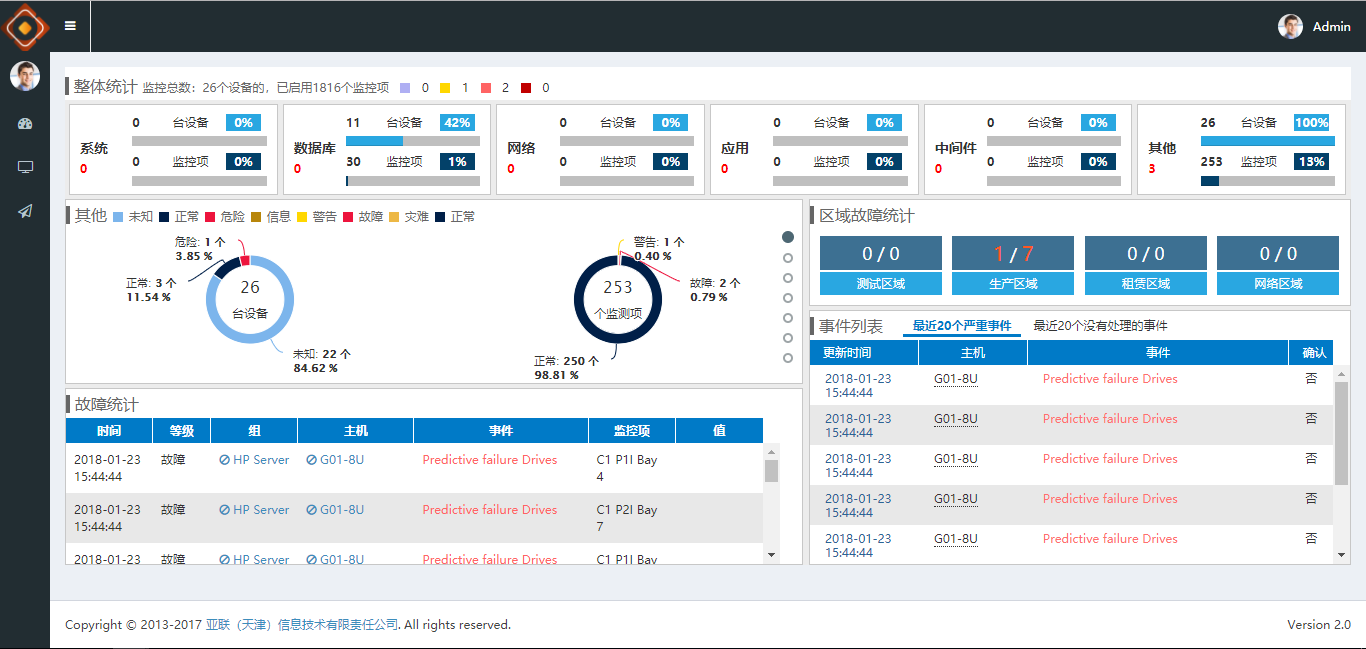 Admin
整体统计 监控总数：26个设备的，已启用1816个监控项 0 1 2 0
系统
0
0 台设备 0%
0 监控项 0%
数据库
0
11 台设备 42%
30 监控项 1%
网络
0
0 台设备 0%
0 监控项 0%
应用
0
0 台设备 0%
0 监控项 0%
中间件
0
0 台设备 0%
0 监控项 0%
其他
3
26 台设备 100%
253 监控项 13%
其他 未知 正常 危险 信息 警告 故障 灾难 正常
危险: 1 个
3.85 %
正常: 3 个
11.54 %
26
台设备
未知: 22 个
84.62 %
警告: 1 个
0.40 %
故障: 2 个
0.79 %
253
个监测项
正常: 250 个
98.81 %
故障统计
时间 等级 组 主机 事件 监控项 值
2018-01-23 故障 HP Server G01-8U Predictive failure Drives C1 P1I Bay
15:44:44 4
2018-01-23 故障 HP Server G01-8U Predictive failure Drives C1 P2I Bay
15:44:44 7
2018-01-23 故障 HP Server G01-8U Predictive failure Drives C1 P1I Bay
区域故障统计
0 / 0 1 / 7 0 / 0 0 / 0
测试区域 生产区域 租赁区域 网络区域
事件列表 最近20个严重事件 最近20个没有处理的事件
更新时间 主机 事件 确认
2018-01-23 G01-8U Predictive failure Drives 否
15:44:44
2018-01-23 G01-8U Predictive failure Drives 否
15:44:44
2018-01-23 G01-8U Predictive failure Drives 否
15:44:44
2018-01-23 G01-8U Predictive failure Drives 否
15:44:44
2018-01-23 G01-8U Predictive failure Drives 否
15:44:44
Copyright © 2013-2017 亚联（天津）信息技术有限责任公司. All rights reserved. Version 2.0